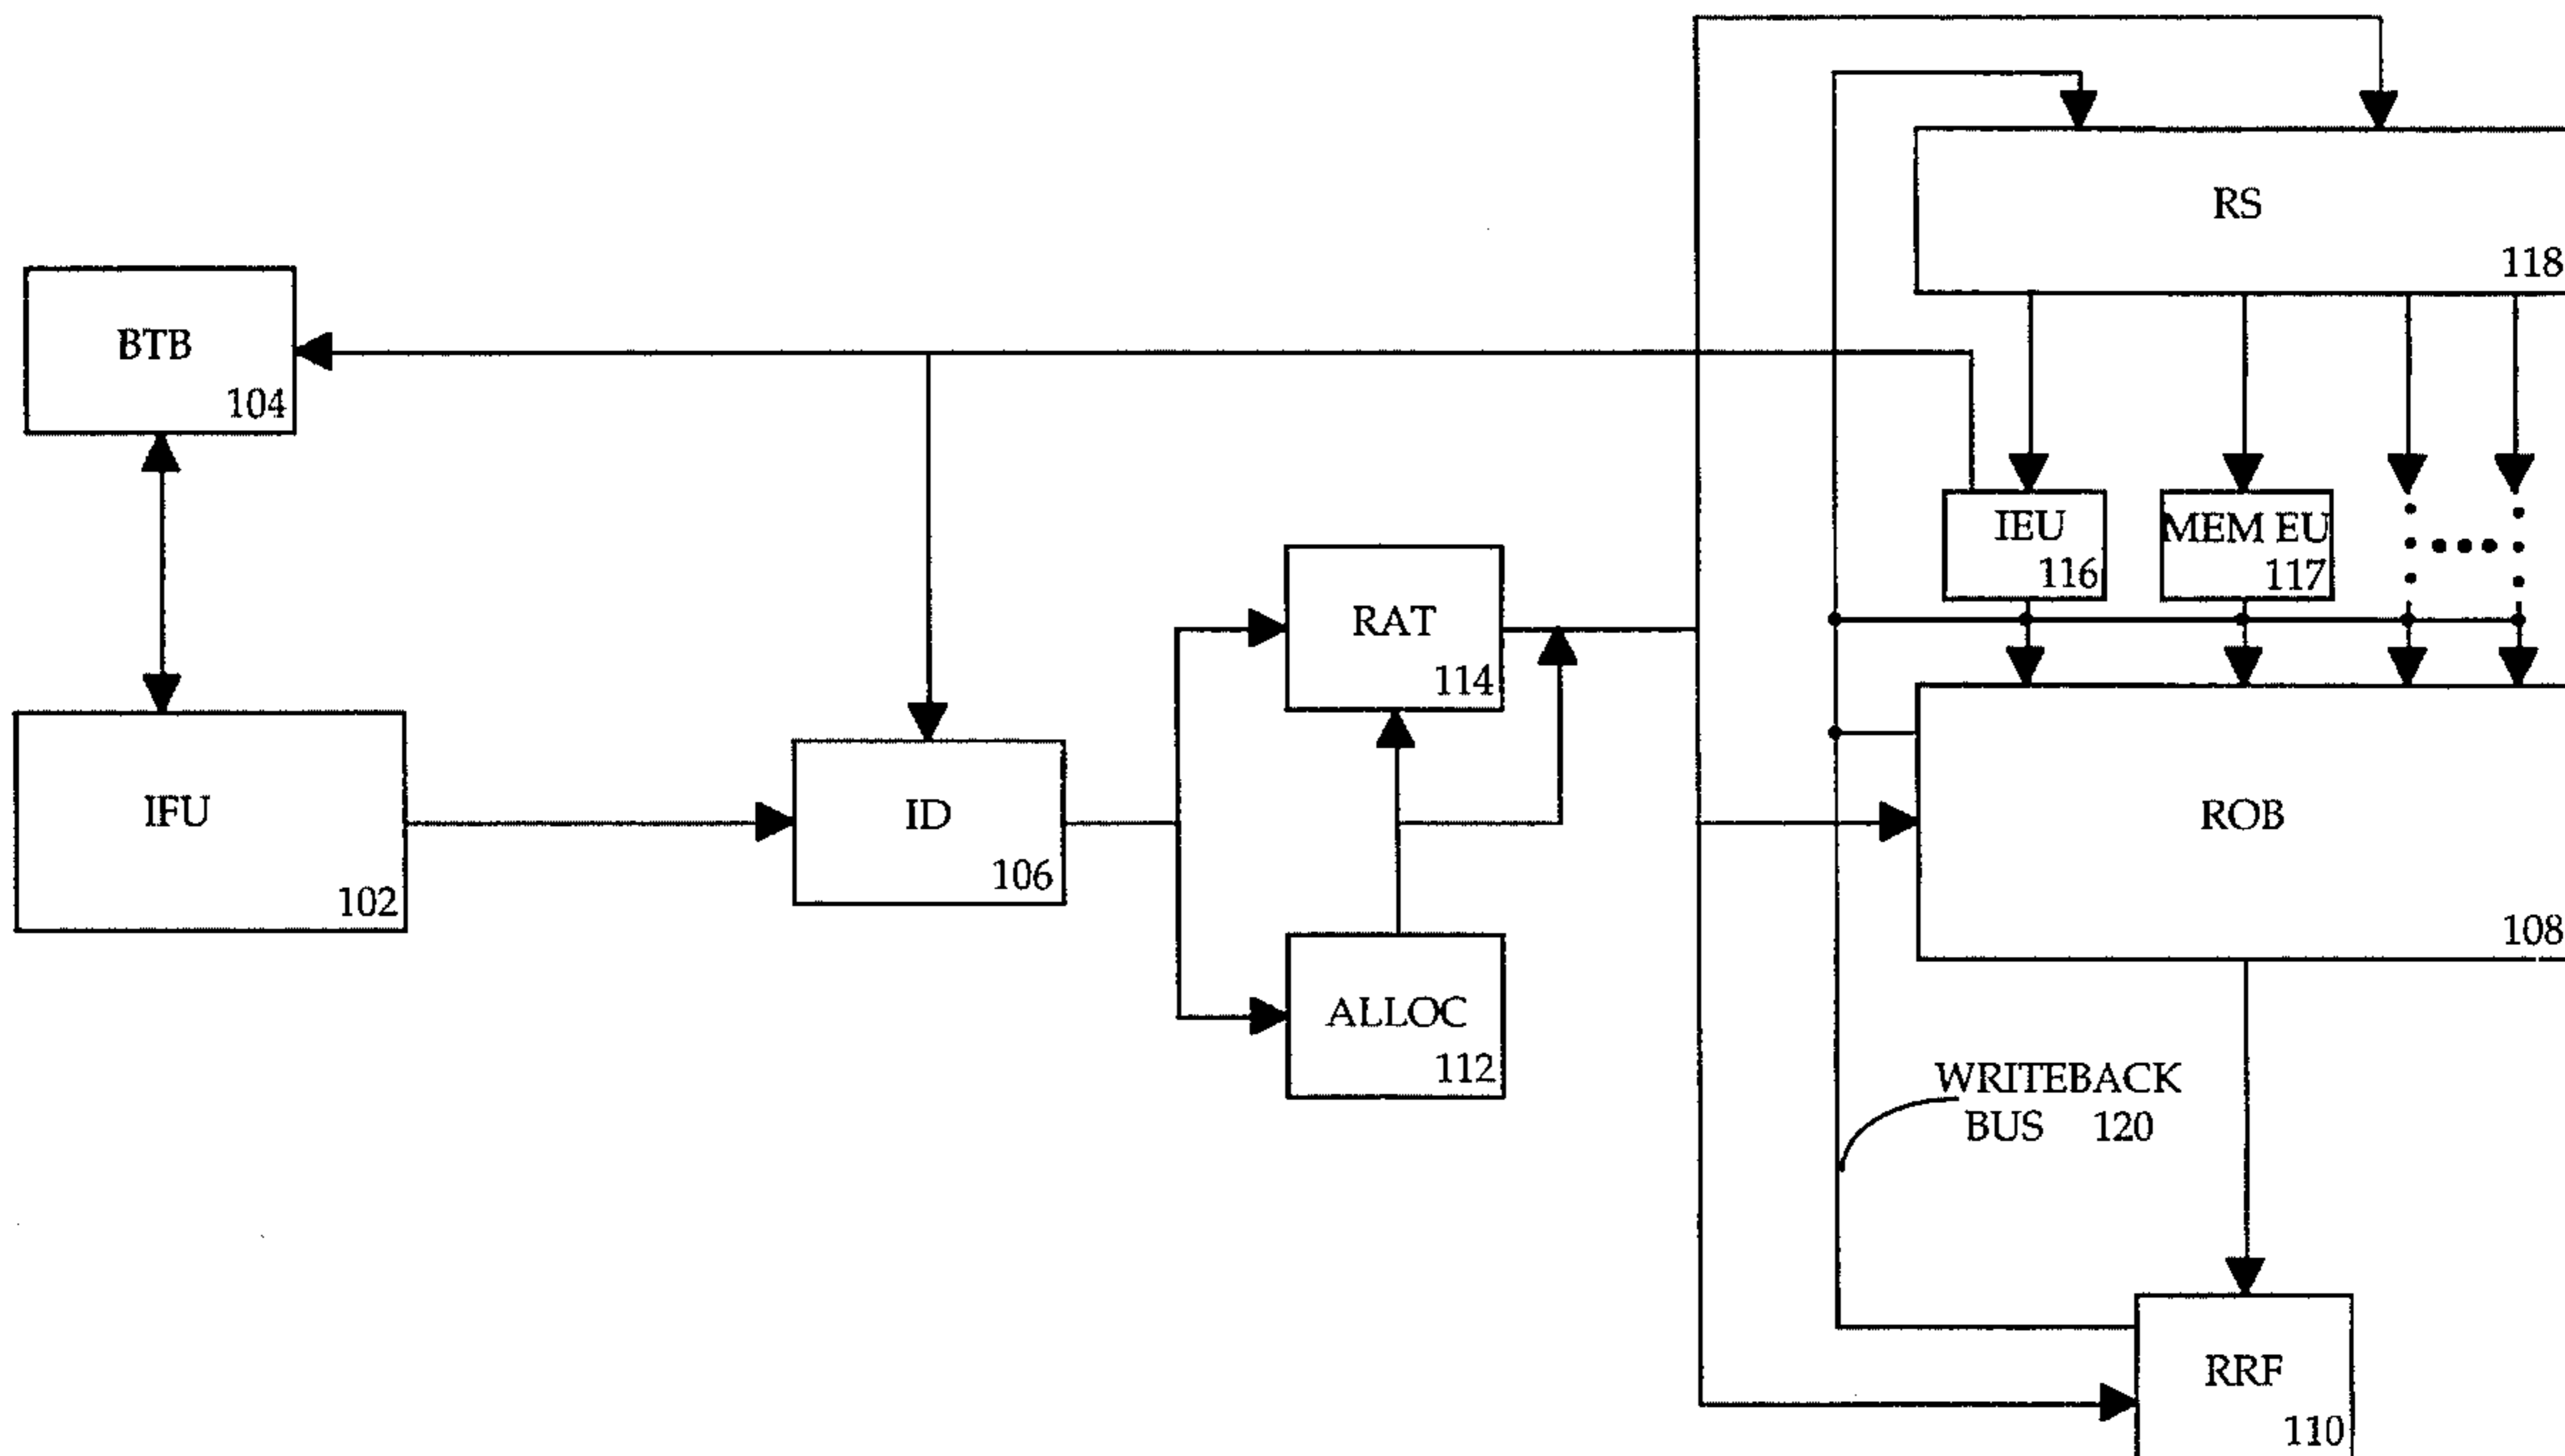 RS
118
BTB
104
IEU
116
MEM EU
117
RAT
114
IFU
102
ID
106
ROB
108
ALLOC
112
WRITEBACK
BUS 120
RRF
110